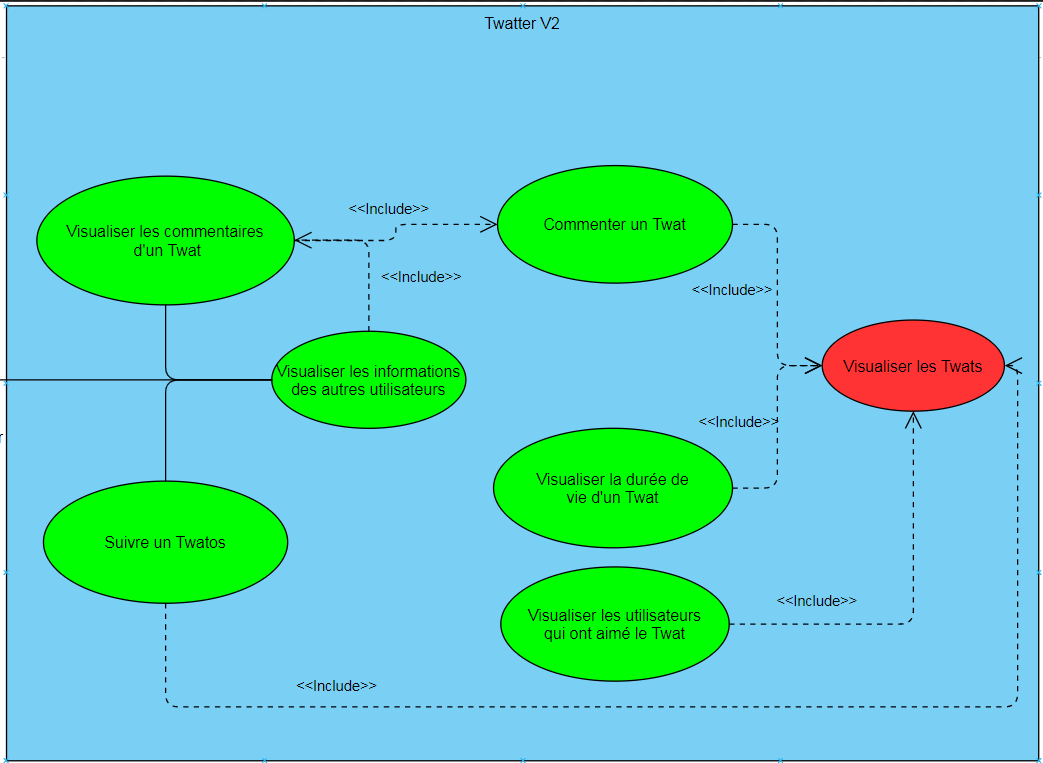 Twatter V2
<<Include>>
Visualiser les commentaires
d'un Twat
Commenter un Twat
<<Include>>
<<Include>>
Visualiser les informations
des autres utilisateurs
Visualiser les Twats
<<Include>>
r
Visualiser la durée de
vie d'un Twat
Suivre un Twatos
<<Include>>
Visualiser les utilisateurs
qui ont aimé le Twat
<<Include>>